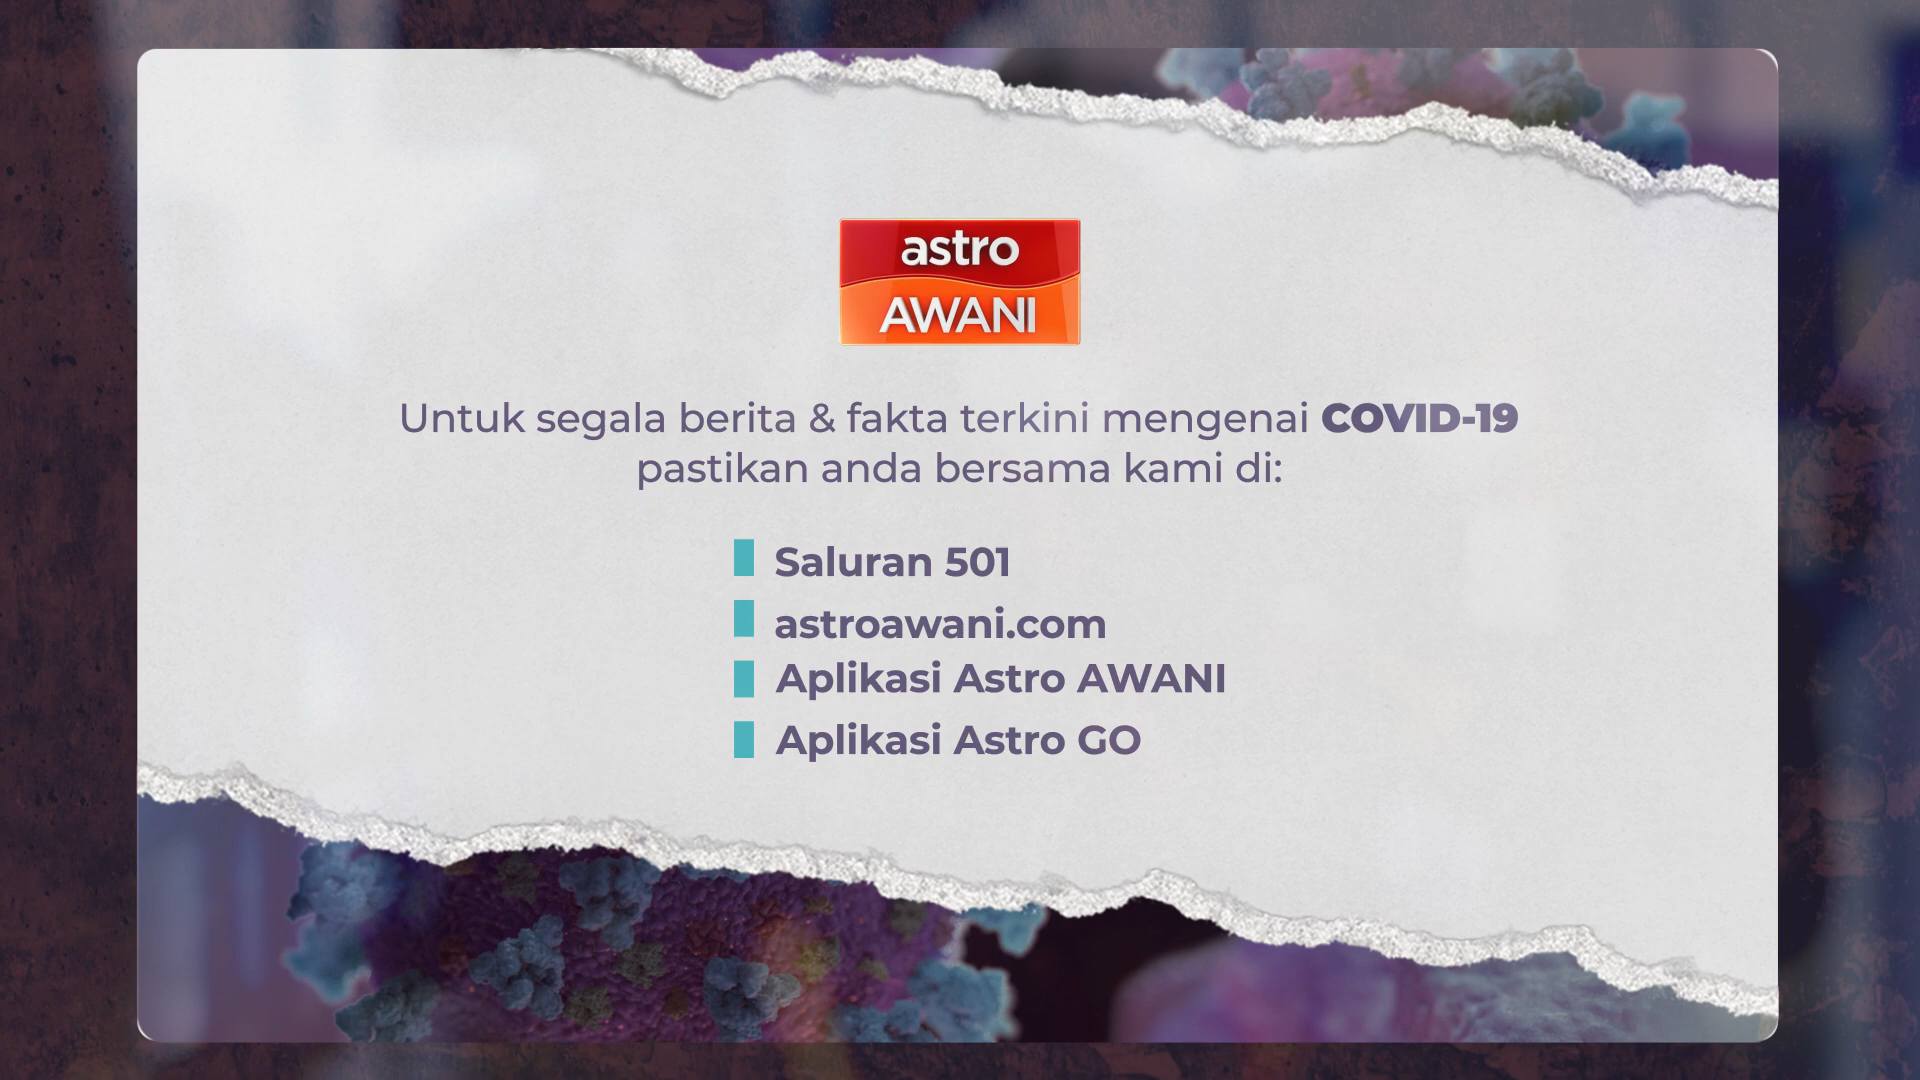 astro
AWANI
Untuk segala berita & fakta terkini mengenai COVID-19
pastikan anda bersama kami di:
Saluran 501
astroawani.com
Aplikasi Astro AWANI
Aplikasi Astro GO